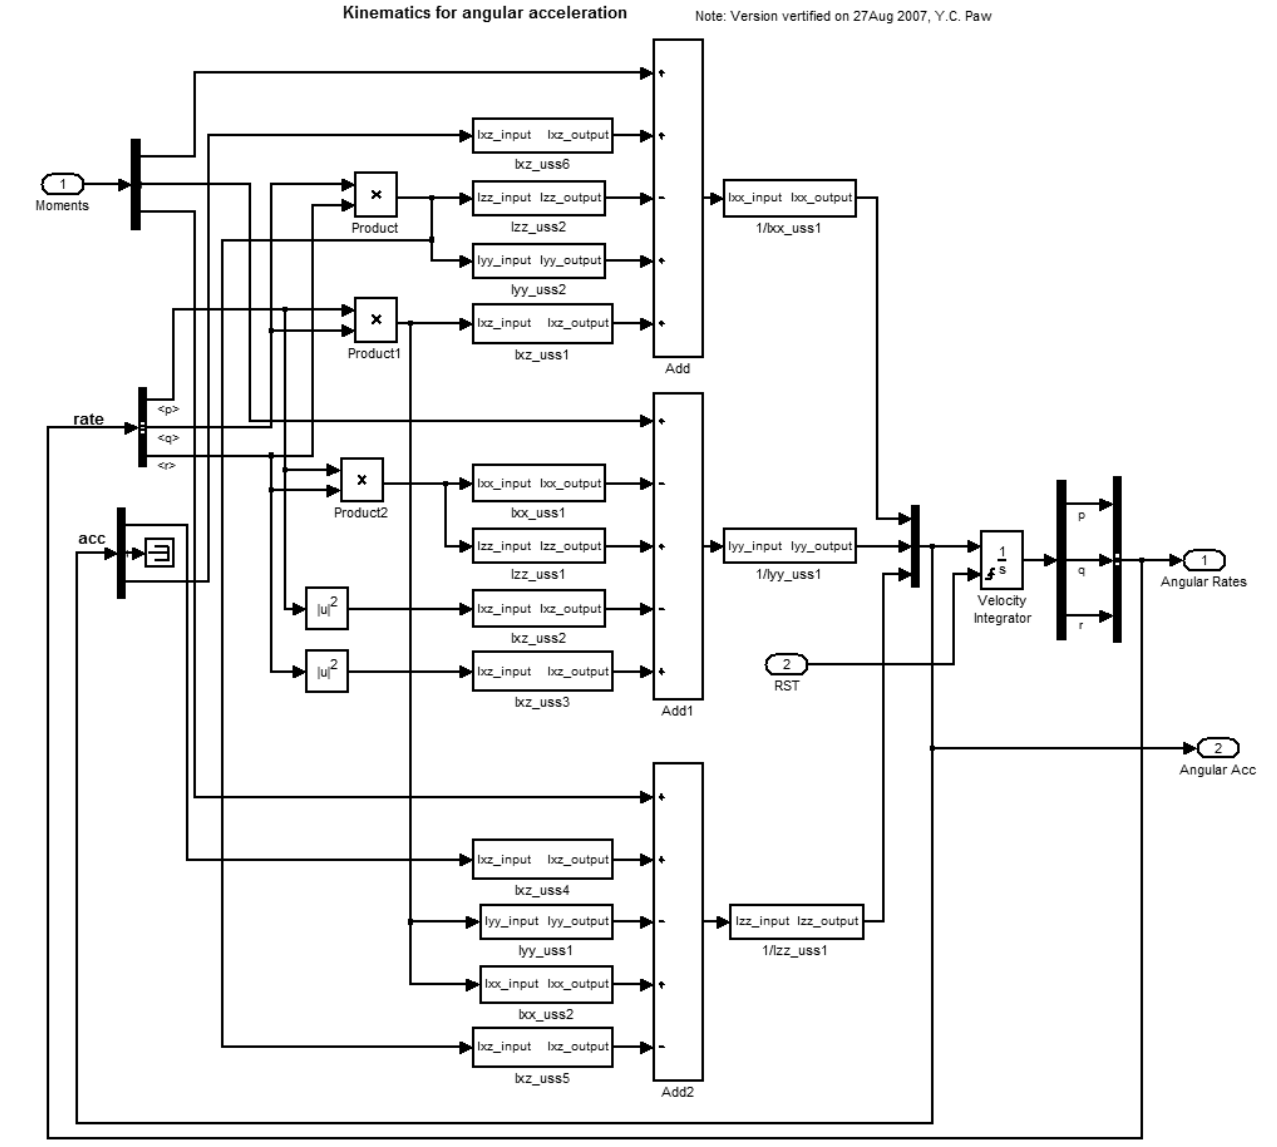 Kinematics for angular acceleration
Note: Version vertified on 27Aug 2007, Y.C. Paw
1
Moments
Ixz_input Ixz_output
Ixz_uss6
×
Product
Izz_input Izz_output
Izz_uss2
Iyy_input Iyy_output
Iyy_uss2
×
Product1
Ixz_input Ixz_output
Ixz_uss1
+
+
-
+
+
Add
Ixx_input Ixx_output
1/Ixx_uss1
rate
<p>
<q>
<r>
×
Product2
Ixx_input Ixx_output
Ixx_uss1
Izz_input Izz_output
Izz_uss1
acc
|u|2
Ixz_input Ixz_output
Ixz_uss2
|u|2
Ixz_input Ixz_output
Ixz_uss3
+
-
+
-
+
Add1
Iyy_input Iyy_output
1/Iyy_uss1
1
s
Velocity
Integrator
p
q
r
1
Angular Rates
2
RST
2
Angular Acc
Ixz_input Ixz_output
Ixz_uss4
Iyy_input Iyy_output
Iyy_uss1
Ixx_input Ixx_output
Ixx_uss2
Ixz_input Ixz_output
Ixz_uss5
+
+
-
+
-
Add2
Izz_input Izz_output
1/Izz_uss1